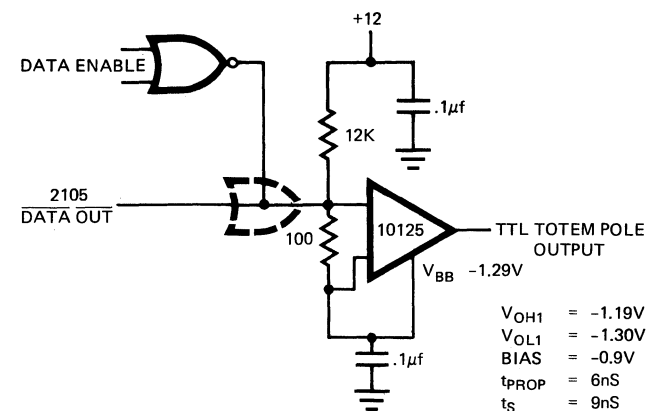 +12
DATA ENABLE
.1µf
12K
2105
DATA OUT
100
10125
TTL TOTEM POLE
OUTPUT
VBB -1.29V
VOH1 = -1.19V
VOL1 = -1.30V
BIAS = -0.9V
tPROP = 6nS
tS = 9nS
.1µf